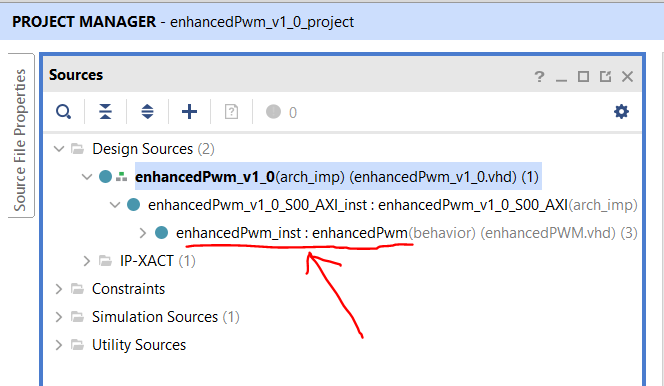 PROJECT MANAGER - enhancedPwm_v1_0_project
Source File Properties
Sources
? 
0
Design Sources (2)
enhancedPwm_v1_0(arch_imp) (enhancedPwm_v1_0.vhd) (1)
enhancedPwm_v1_0_S00_AXI_inst : enhancedPwm_v1_0_S00_AXI(arch_imp)
enhancedPwm_inst : enhancedPwm(behavior) (enhancedPWM.vhd) (3)
IP-XACT (1)
Constraints
Simulation Sources (1)
Utility Sources